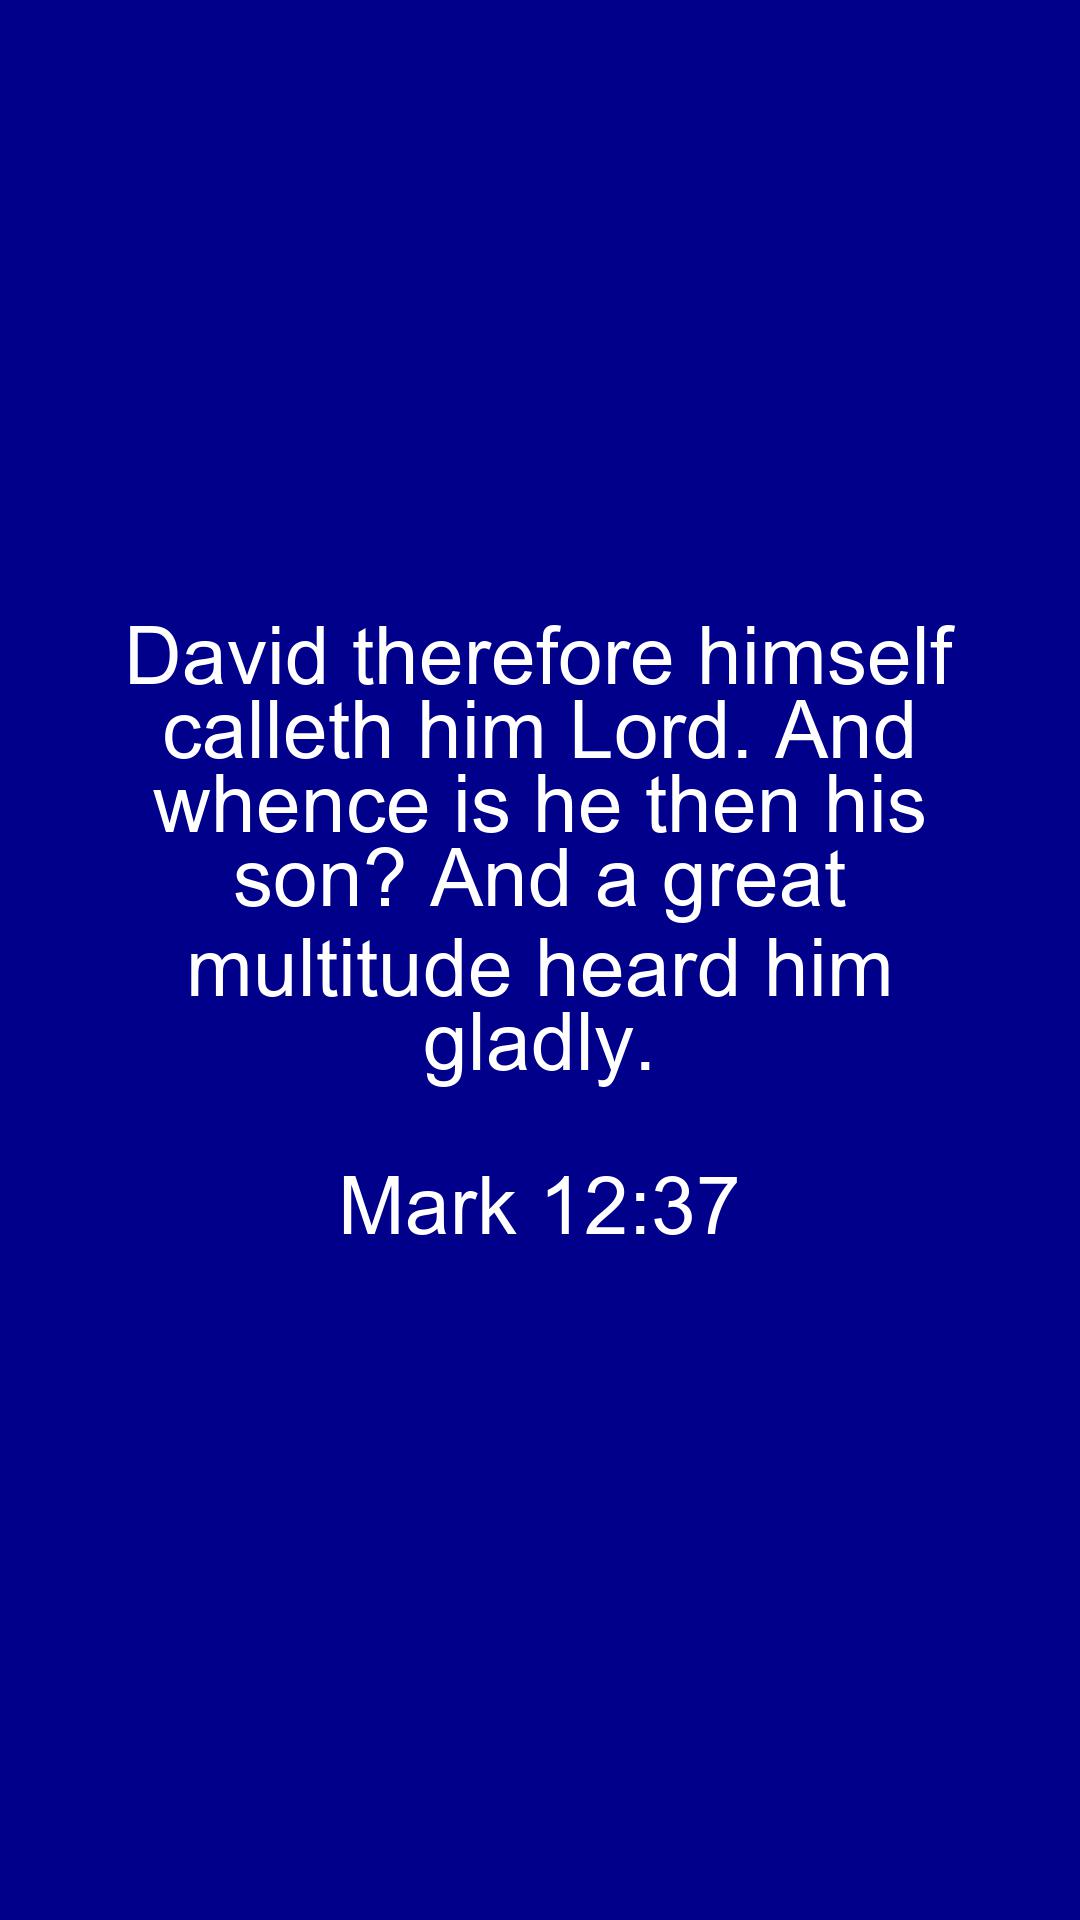 David therefore himself
calleth him Lord. And
whence is he then his
son? And a great
multitude heard him
gladly.
Mark 12:37